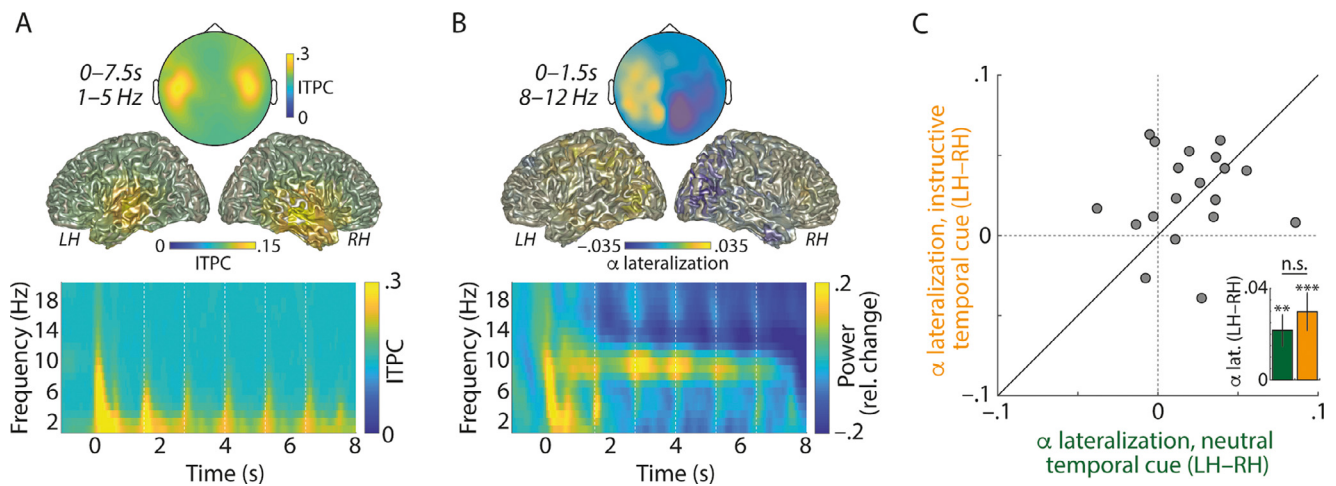 A
0–7.5s
1–5 Hz
.3
ITPC
0
LH
RH
0 .15
ITPC
Frequency (Hz)
20
14
10
6
2
0 2 4 6 8
Time (s)
0.3
ITPC
0
B
0–1.5s
8–12 Hz
LH
RH
–.035 .035
α lateralization
Frequency (Hz)
20
14
10
6
2
0 2 4 6 8
Time (s)
.2
Power
(rel. change)
–.2
C
α lateralization, instructive
temporal cue (LH–RH)
.1
0
–.1
–.1 0 .1
α lateralization, neutral
temporal cue (LH–RH)
n.s.
.04
** ***
α lat. (LH–RH)
0